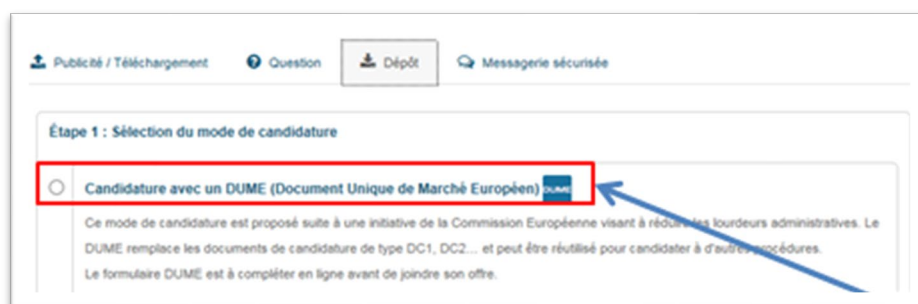 Publicité / Téléchargement Question Dépôt Messagerie sécurisée
Étape 1 : Sélection du mode de candidature
Candidature avec un DUME (Document Unique de Marché Européen) DUME
Ce mode de candidature est proposé suite à une initiative de la Commission Européenne visant à réduire les lourdeurs administratives. Le
DUME remplace les documents de candidature de type DC1, DC2... et peut être réutilisé pour candidater à d'autres procédures.
Le formulaire DUME est à compléter en ligne avant de joindre son offre.